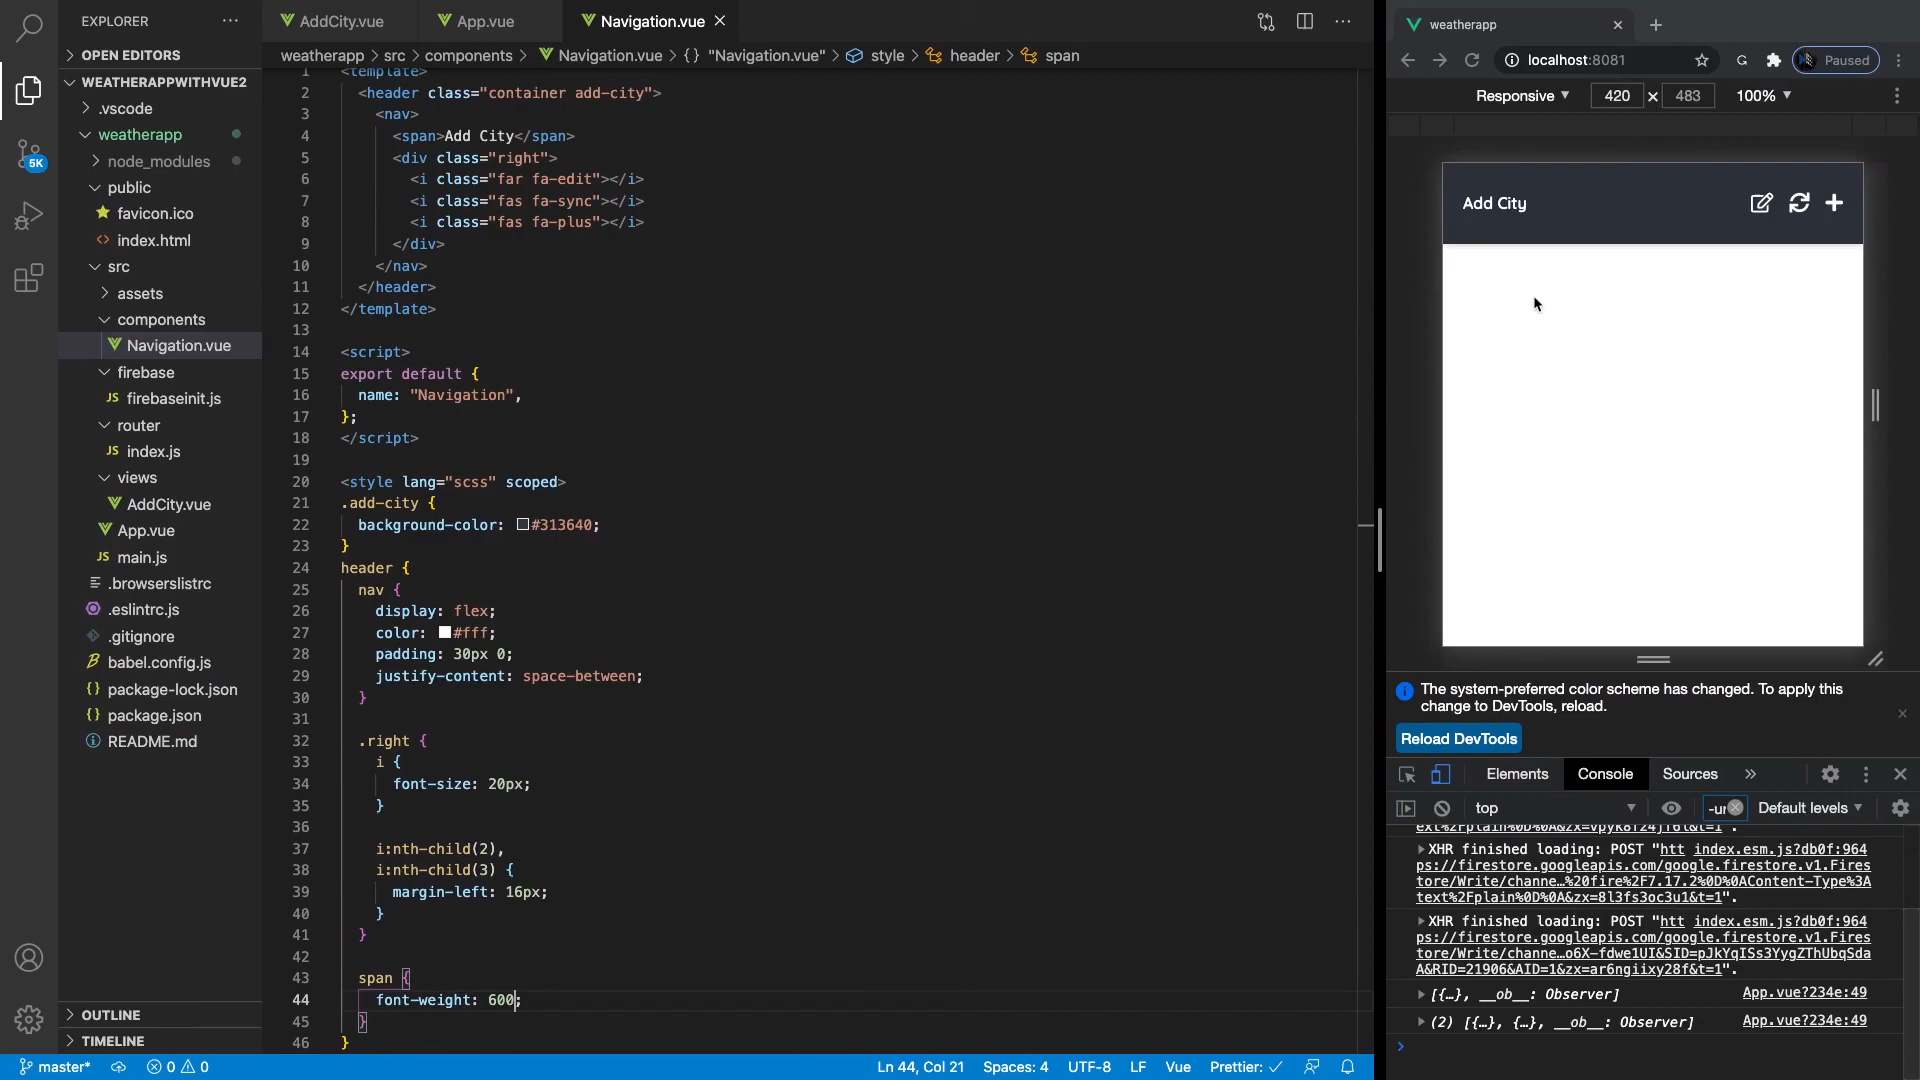 EXPLORER
OPEN EDITORS
WEATHERAPPWITHVUE2
.vscode
weatherapp
node_modules
public
favicon.ico
index.html
src
assets
components
Navigation.vue
firebase
firebaseinit.js
router
index.js
views
AddCity.vue
App.vue
main.js
.browserslistrc
.eslintrc.js
.gitignore
babel.config.js
package-lock.json
package.json
README.md
OUTLINE
TIMELINE
5K
AddCity.vue
App.vue
Navigation.vue
weatherapp > src > components > Navigation.vue > {} "Navigation.vue" > style > header > span
1 <template>
2 <header class="container add-city">
3 <nav>
4 <span>Add City</span>
5 <div class="right">
6 <i class="far fa-edit"></i>
7 <i class="fas fa-sync"></i>
8 <i class="fas fa-plus"></i>
9 </div>
10 </nav>
11 </header>
12 </template>
13
14 <script>
15 export default {
16 name: "Navigation",
17 };
18 </script>
19
20 <style lang="scss" scoped>
21 .add-city {
22 background-color: #313640;
23 }
24 header {
25 nav {
26 display: flex;
27 color: #fff;
28 padding: 30px 0;
29 justify-content: space-between;
30 }
31
32 .right {
33 i {
34 font-size: 20px;
35 }
36
37 i:nth-child(2),
38 i:nth-child(3) {
39 margin-left: 16px;
40 }
41 }
42
43 span {
44 font-weight: 600;
45 }
46 }
master*
0 0
Ln 44, Col 21
Spaces: 4
UTF-8
LF
Vue
Prettier: ✓
weatherapp
localhost:8081
Paused
Responsive
420 × 483
100%
Add City
The system-preferred color scheme has changed. To apply this
change to DevTools, reload.
Reload DevTools
Elements
Console
Sources
»
top
-ur
Default levels
XHR finished loading: POST "htt index.esm.js?db0f:964
ps://firestore.googleapis.com/google.firestore.v1.Fires
tore/Write/channe…%20fire%2F7.17.2%0D%0AContent-Type%3A
text%2Fplain%0D%0A&zx=8l3fs3oc3u1&t=1".
XHR finished loading: POST "htt index.esm.js?db0f:964
ps://firestore.googleapis.com/google.firestore.v1.Fires
tore/Write/channe…o6X-fdwe1UI&SID=pJkYqISs3YygZThUbqSda
A&RID=21906&AID=1&zx=ar6ngiixy28f&t=1".
[{…}, __ob__: Observer] App.vue?234e:49
(2) [{…}, {…}, __ob__: Observer] App.vue?234e:49